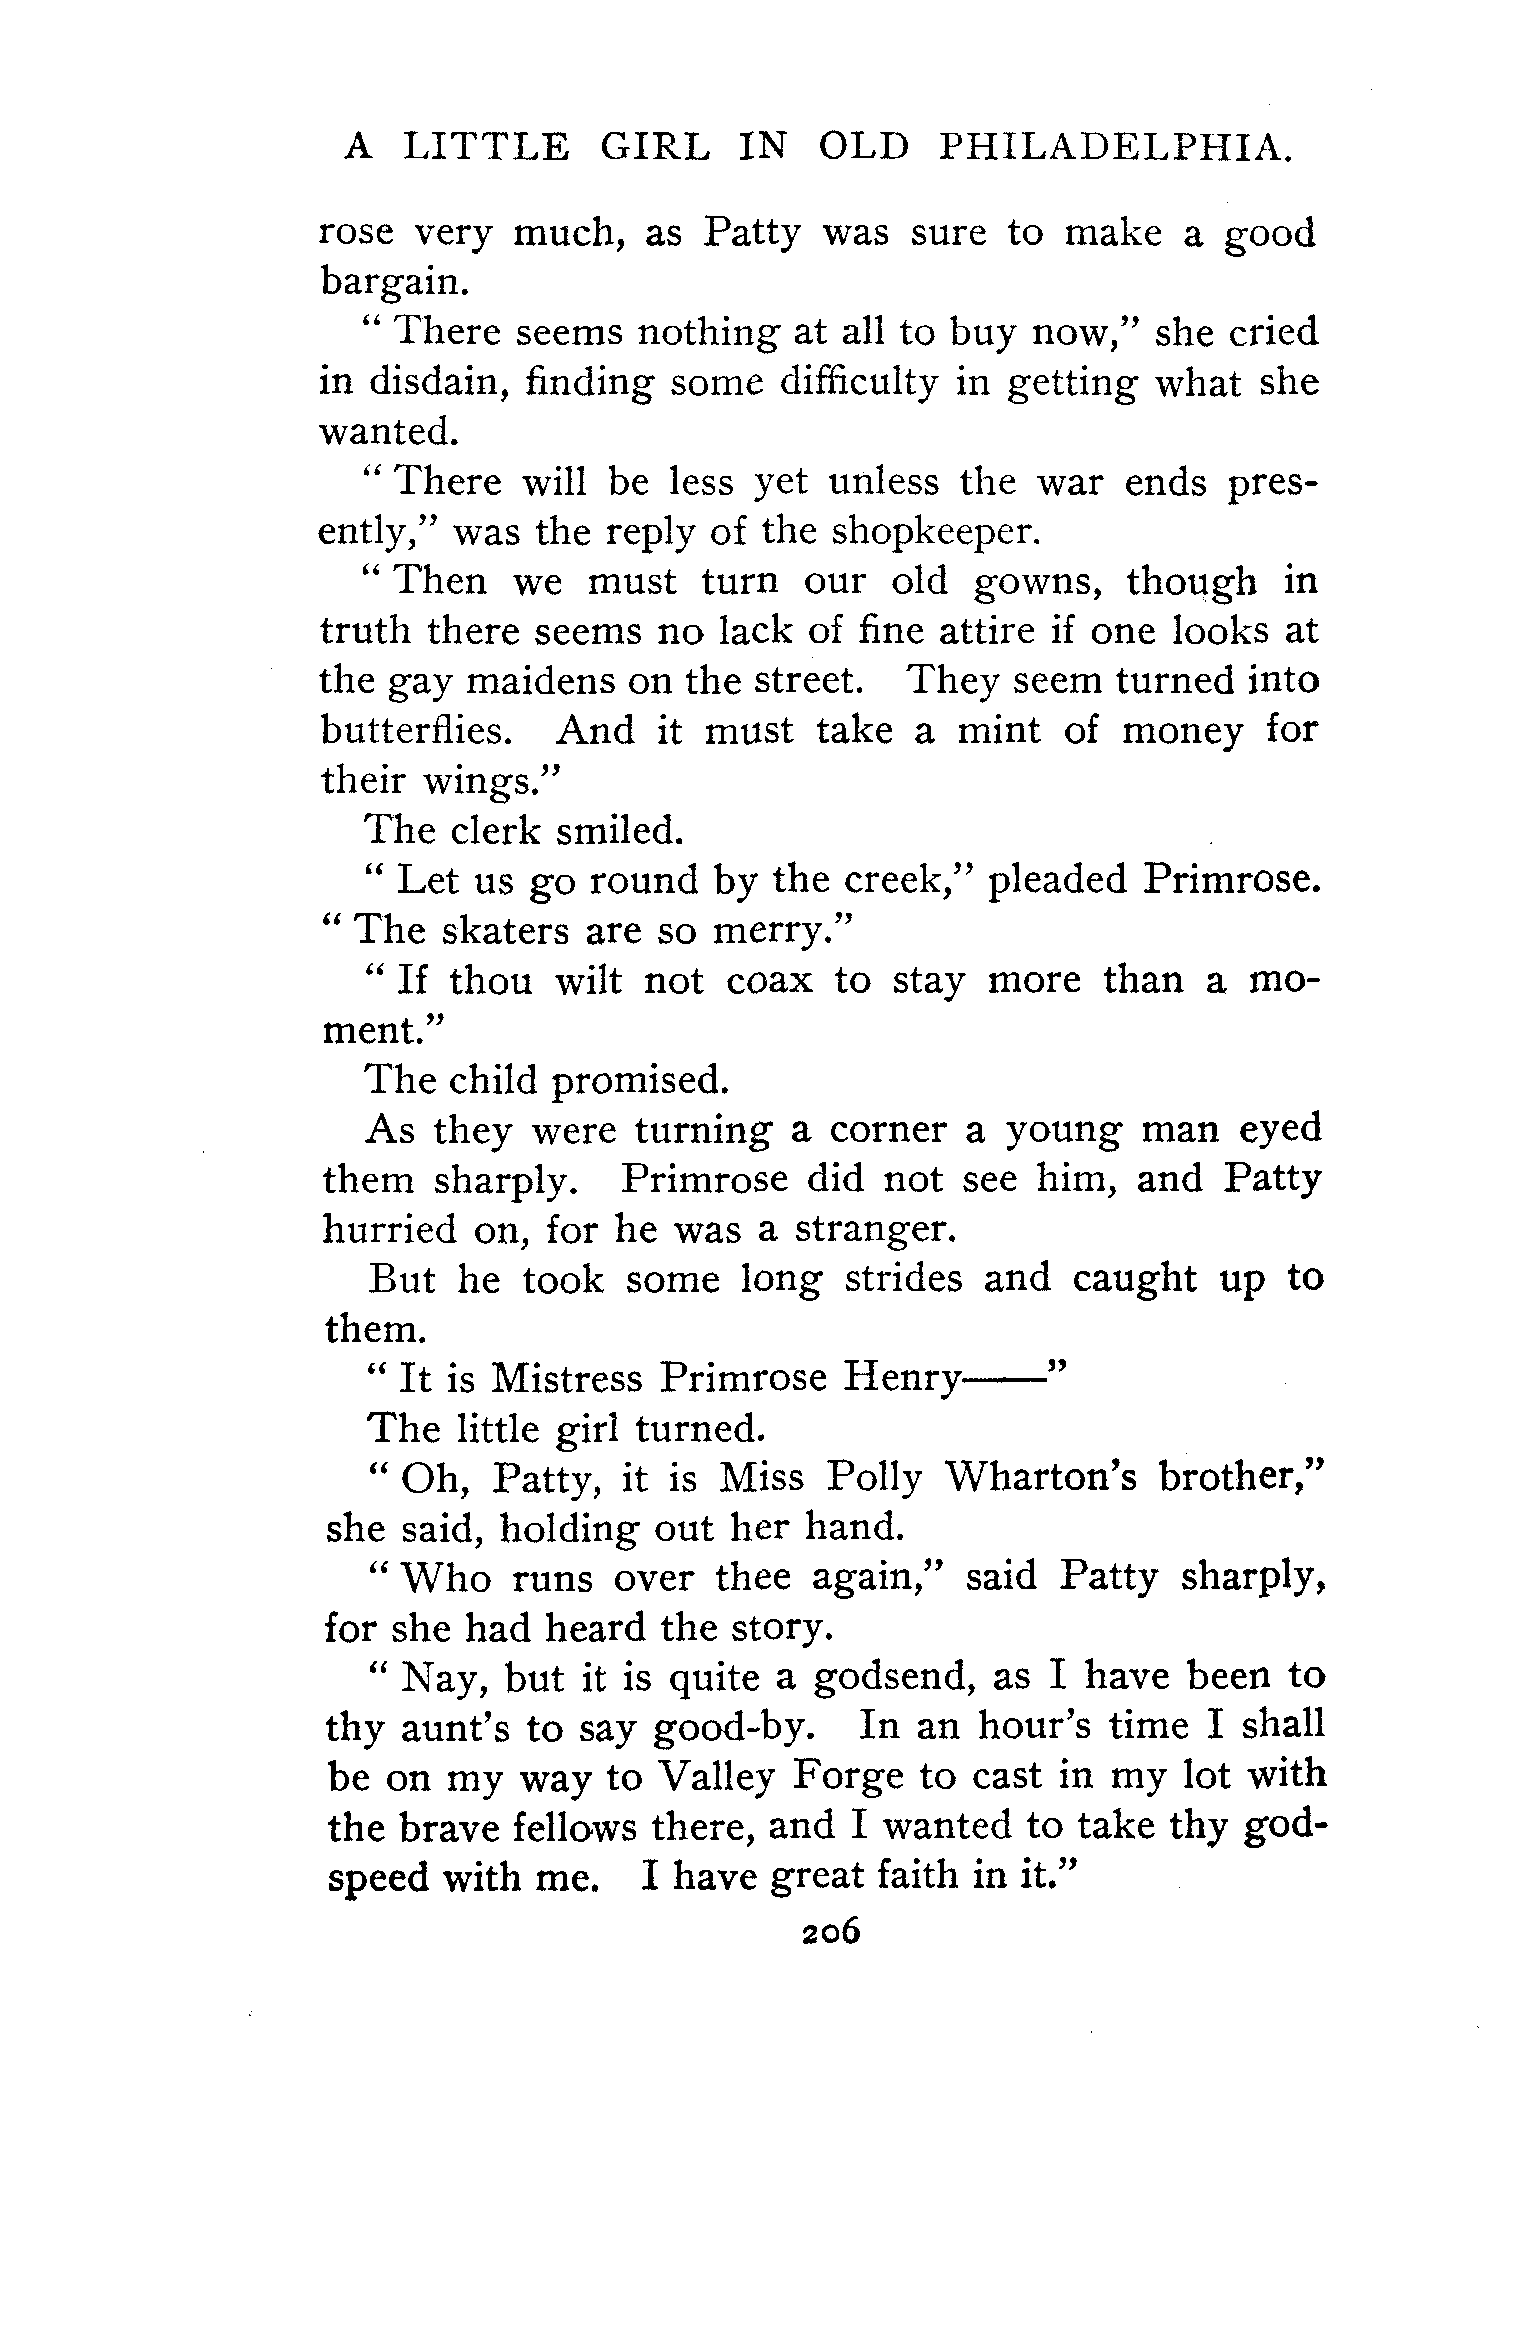 A LITTLE GIRL IN OLD PHILADELPHIA.
rose very much, as Patty was sure to make a good
bargain.
“ There seems nothing at all to buy now,” she cried
in disdain, finding some difficulty in getting what she
wanted.
“ There will be less yet unless the war ends pres-
ently,” was the reply of the shopkeeper.
“ Then we must turn our old gowns, though in
truth there seems no lack of fine attire if one looks at
the gay maidens on the street. They seem turned into
butterflies. And it must take a mint of money for
their wings.”
The clerk smiled.
“ Let us go round by the creek,” pleaded Primrose.
“ The skaters are so merry.”
“ If thou wilt not coax to stay more than a mo-
ment.”
The child promised.
As they were turning a corner a young man eyed
them sharply. Primrose did not see him, and Patty
hurried on, for he was a stranger.
But he took some long strides and caught up to
them.
“ It is Mistress Primrose Henry——”
The little girl turned.
“ Oh, Patty, it is Miss Polly Wharton’s brother,”
she said, holding out her hand.
“ Who runs over thee again,” said Patty sharply,
for she had heard the story.
“ Nay, but it is quite a godsend, as I have been to
thy aunt’s to say good-by. In an hour’s time I shall
be on my way to Valley Forge to cast in my lot with
the brave fellows there, and I wanted to take thy god-
speed with me. I have great faith in it.”
206